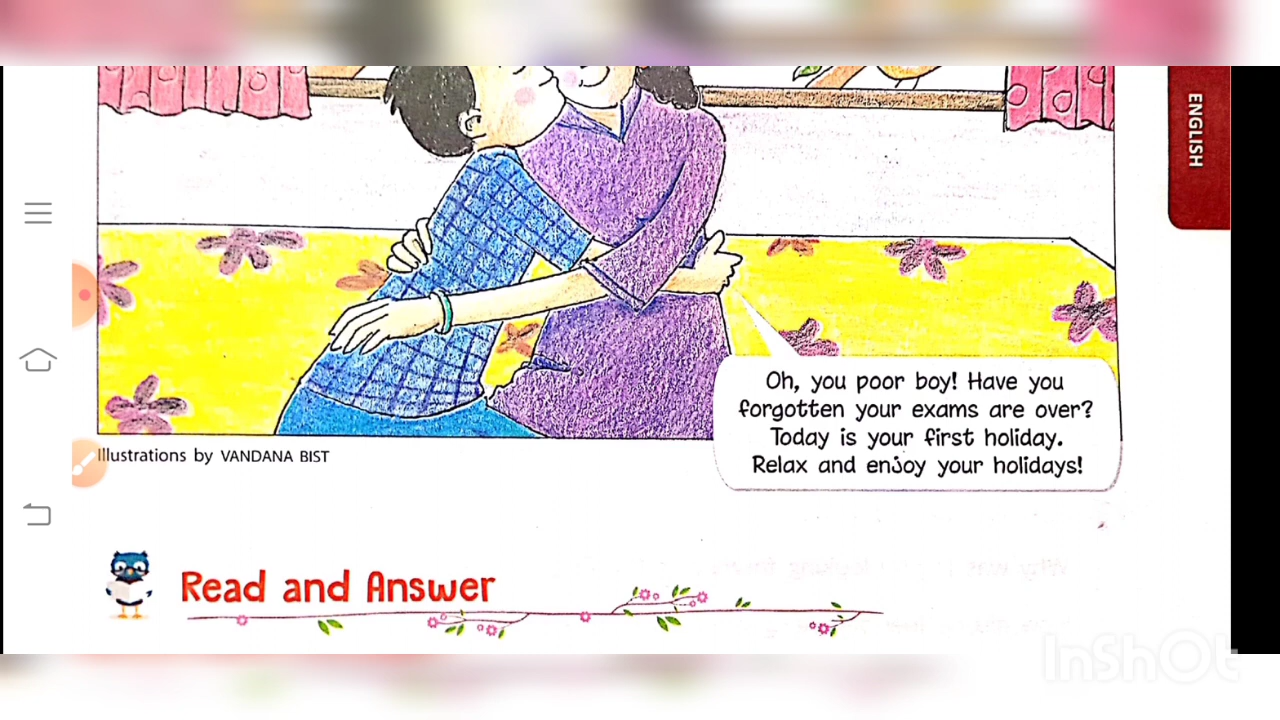 ENGLISH
Oh, you poor boy! Have you
forgotten your exams are over?
Today is your first holiday.
Relax and enjoy your holidays!
Illustrations by VANDANA BIST
Read and Answer
InShOt